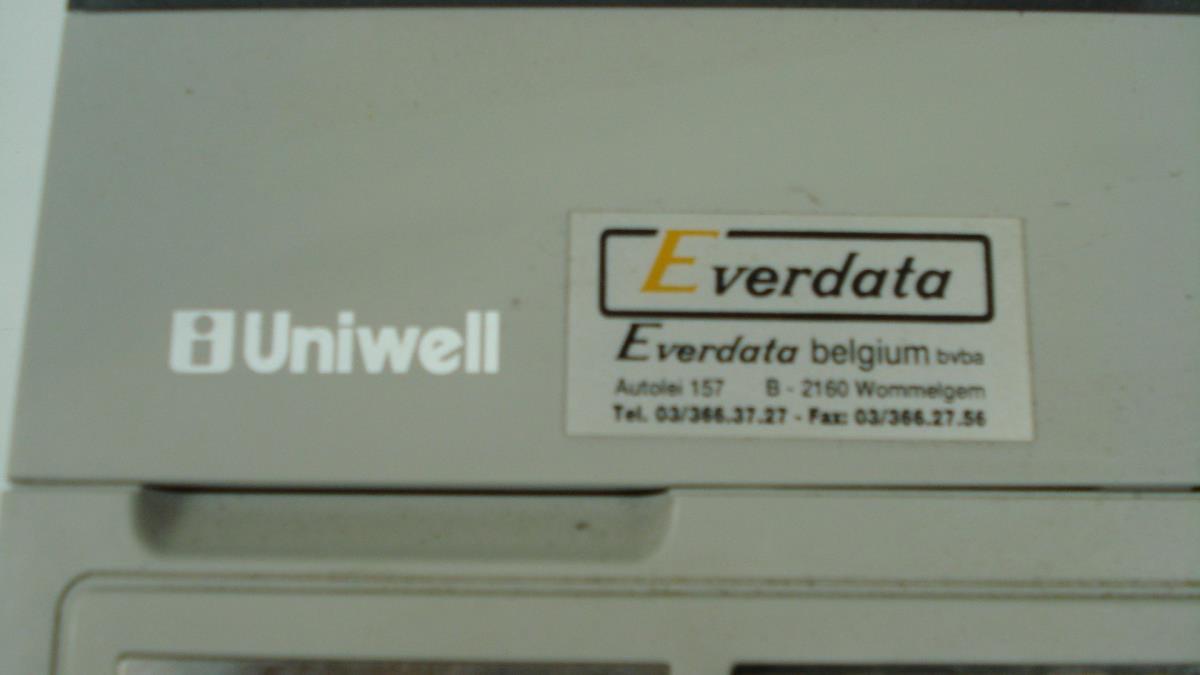 Uniwell
Everdata
Everdata belgium bvba
Autolei 157 B - 2160 Wommelgem
Tel. 03/366.37.27 - Fax: 03/366.27.56